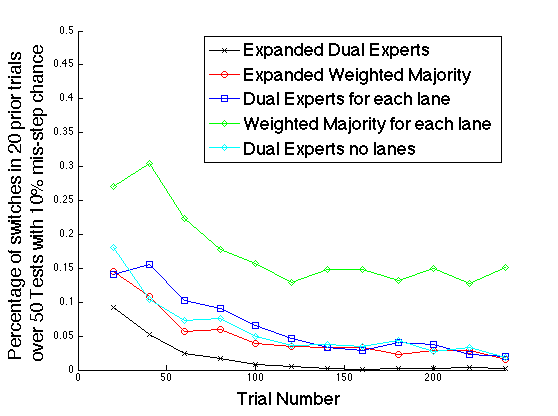 Percentage of switches in 20 prior trials
over 50 Tests with 10% mis-step chance
0.5
0.45
0.4
0.35
0.3
0.25
0.2
0.15
0.1
0.05
0
Expanded Dual Experts
Expanded Weighted Majority
Dual Experts for each lane
Weighted Majority for each lane
Dual Experts no lanes
0
50
100
150
200
Trial Number